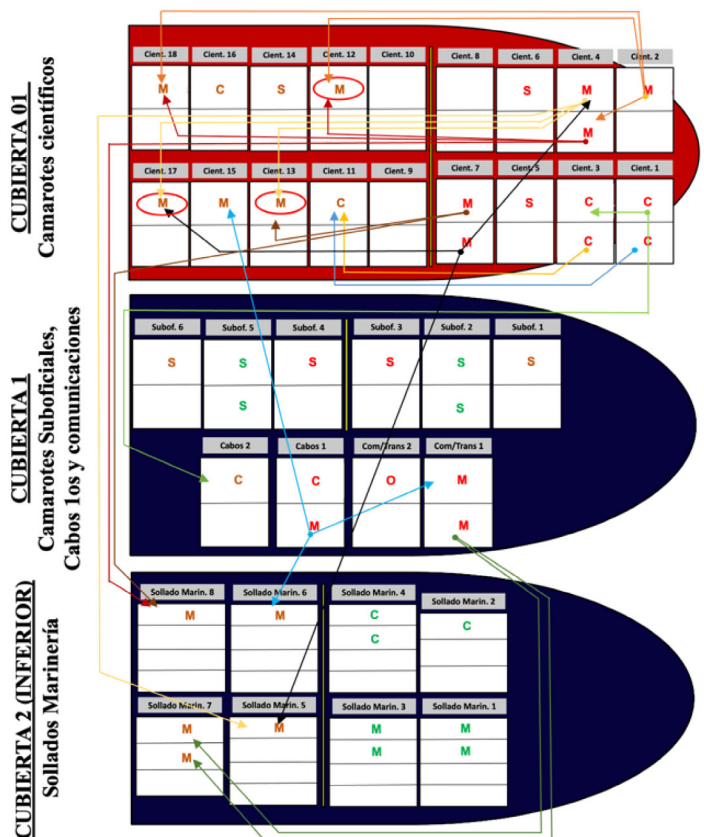 CUBIERTA 01
Camarotes científicos
Cient. 18 Cient. 16 Cient. 14 Cient. 12 Cient. 10 Cient. 8 Cient. 6 Cient. 4 Cient. 2
M C S M S M M
M
Cient. 17 Cient. 15 Cient. 13 Cient. 11 Cient. 9 Cient. 7 Cient. 5 Cient. 3 Cient. 1
M M M C M S C C
M C C
CUBIERTA 1
Camarotes Suboficiales,
Cabos 1os y comunicaciones
Subof. 6 Subof. 5 Subof. 4 Subof. 3 Subof. 2 Subof. 1
S S S S S S
S S
Cabos 2 Cabos 1 Com/Trans 2 Com/Trans 1
C C O M
M M
CUBIERTA 2 (INFERIOR)
Sollados Marinería
Sollado Marin. 8 Sollado Marin. 6 Sollado Marin. 4 Sollado Marin. 2
M M C C
C
Sollado Marin. 7 Sollado Marin. 5 Sollado Marin. 3 Sollado Marin. 1
M M M M
M M M